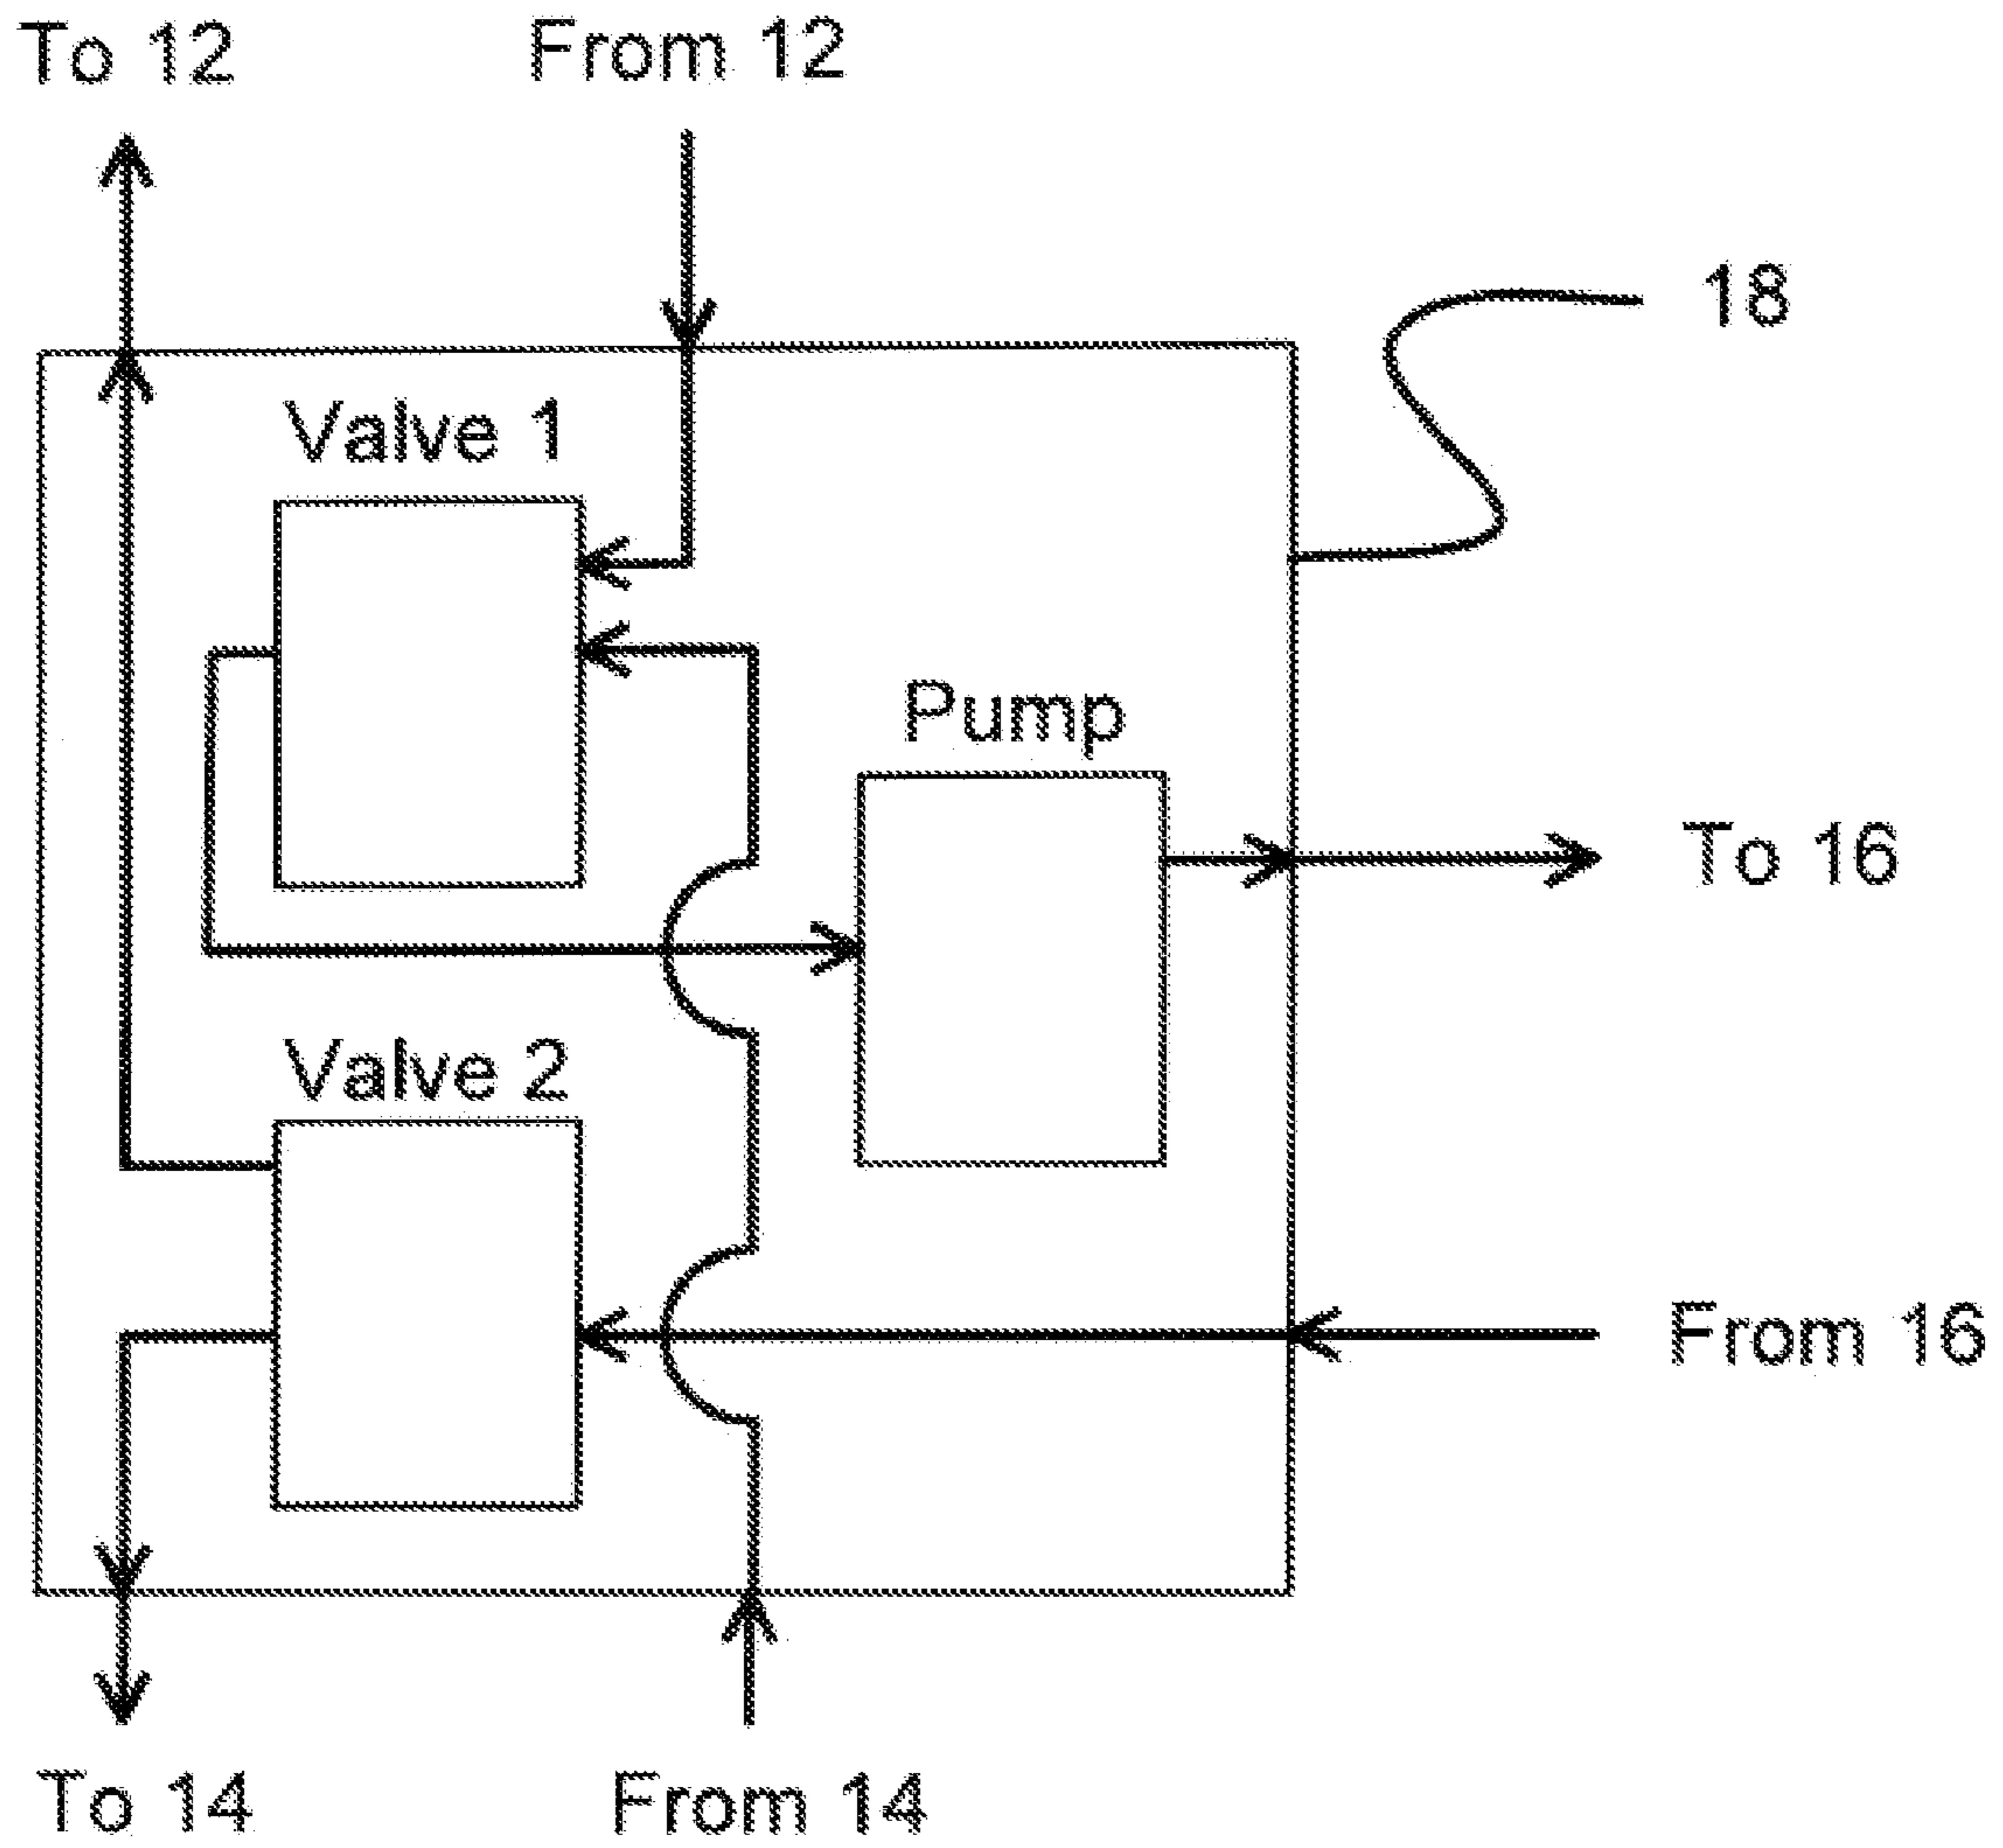 To 12
From 12
18
Valve 1
Pump
To 16
Valve 2
From 16
To 14
From 14